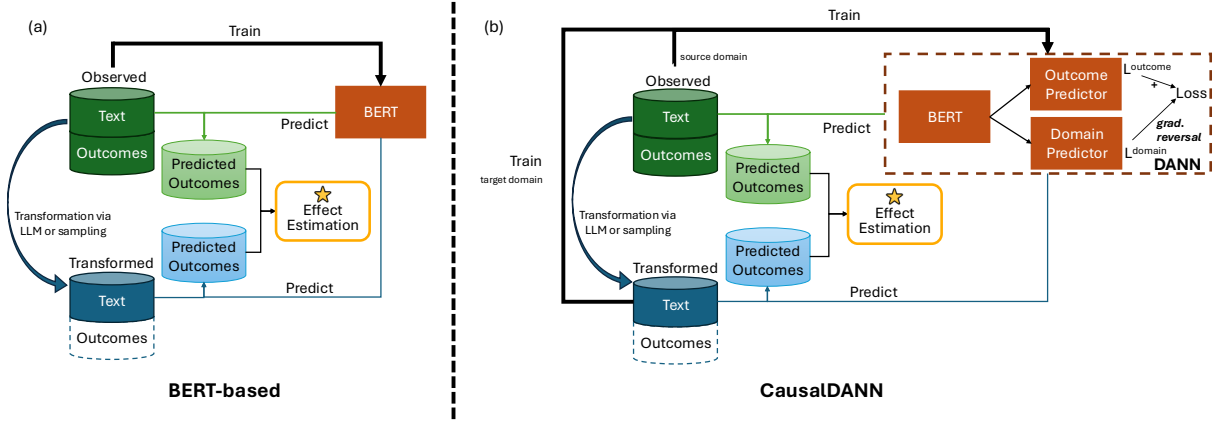 (a)
Train
Observed
Text
Outcomes
BERT
Predict
Predicted
Outcomes
Effect
Estimation
Transformation via
LLM or sampling
Predicted
Outcomes
Transformed
Text
Predict
Outcomes
BERT-based
(b)
Train
source domain
Observed
Text
Outcomes
Predict
BERT
Outcome
Predictor
Domain
Predictor
L outcome
+
Loss
grad.
reversal
L domain
DANN
Train
target domain
Predicted
Outcomes
Effect
Estimation
Transformation via
LLM or sampling
Predicted
Outcomes
Transformed
Text
Predict
Outcomes
CausalDANN